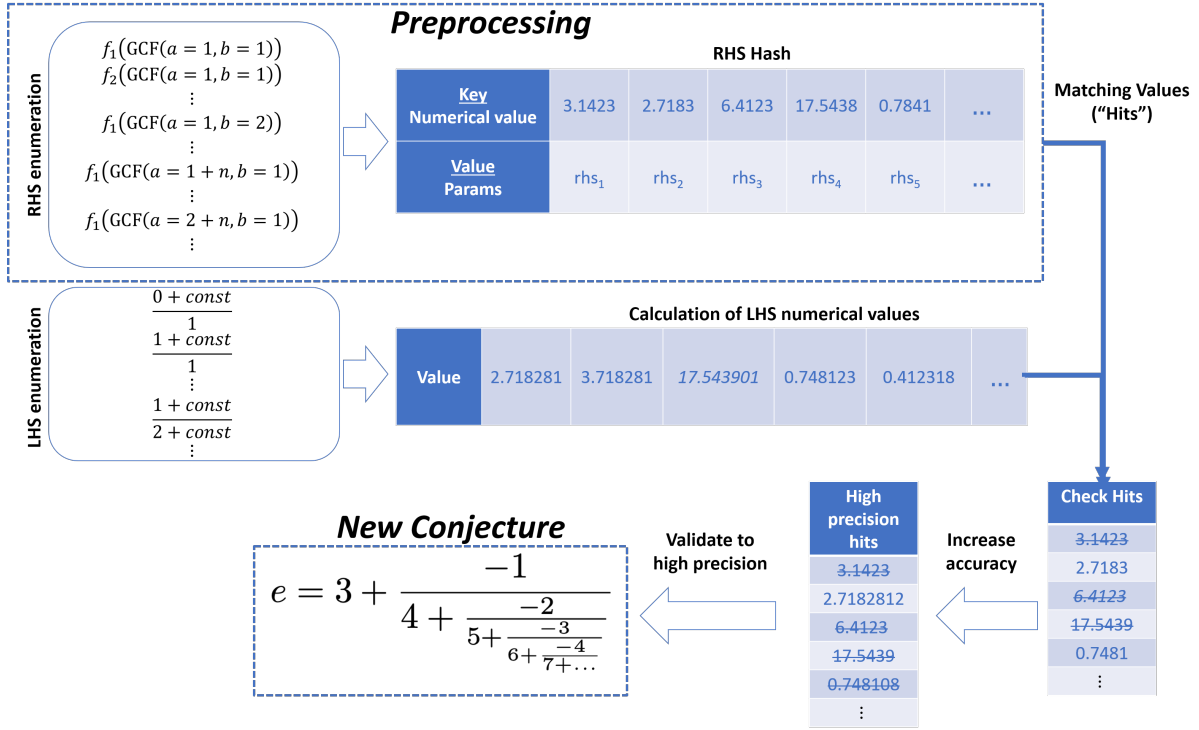 Preprocessing
RHS enumeration
f₁(GCF(a = 1, b = 1))
f₂(GCF(a = 1, b = 1))
⋮
f₁(GCF(a = 1, b = 2))
⋮
f₁(GCF(a = 1 + n, b = 1))
⋮
f₁(GCF(a = 2 + n, b = 1))
⋮
RHS Hash
Key
Numerical value 3.1423 2.7183 6.4123 17.5438 0.7841 ...
Value
Params rhs₁ rhs₂ rhs₃ rhs₄ rhs₅ ...
Matching Values
(“Hits”)
LHS enumeration
0 + const
1
1 + const
1
⋮
1 + const
2 + const
⋮
Calculation of LHS numerical values
Value 2.718281 3.718281 17.543901 0.748123 0.412318 ...
Check Hits
3.1423
2.7183
6.4123
17.5439
0.7481
⋮
Increase
accuracy
High
precision
hits
3.1423
2.7182812
6.4123
17.5439
0.748108
⋮
Validate to
high precision
New Conjecture
e = 3 + −1
4 + −2
5+ −3
6+ −4
7+...